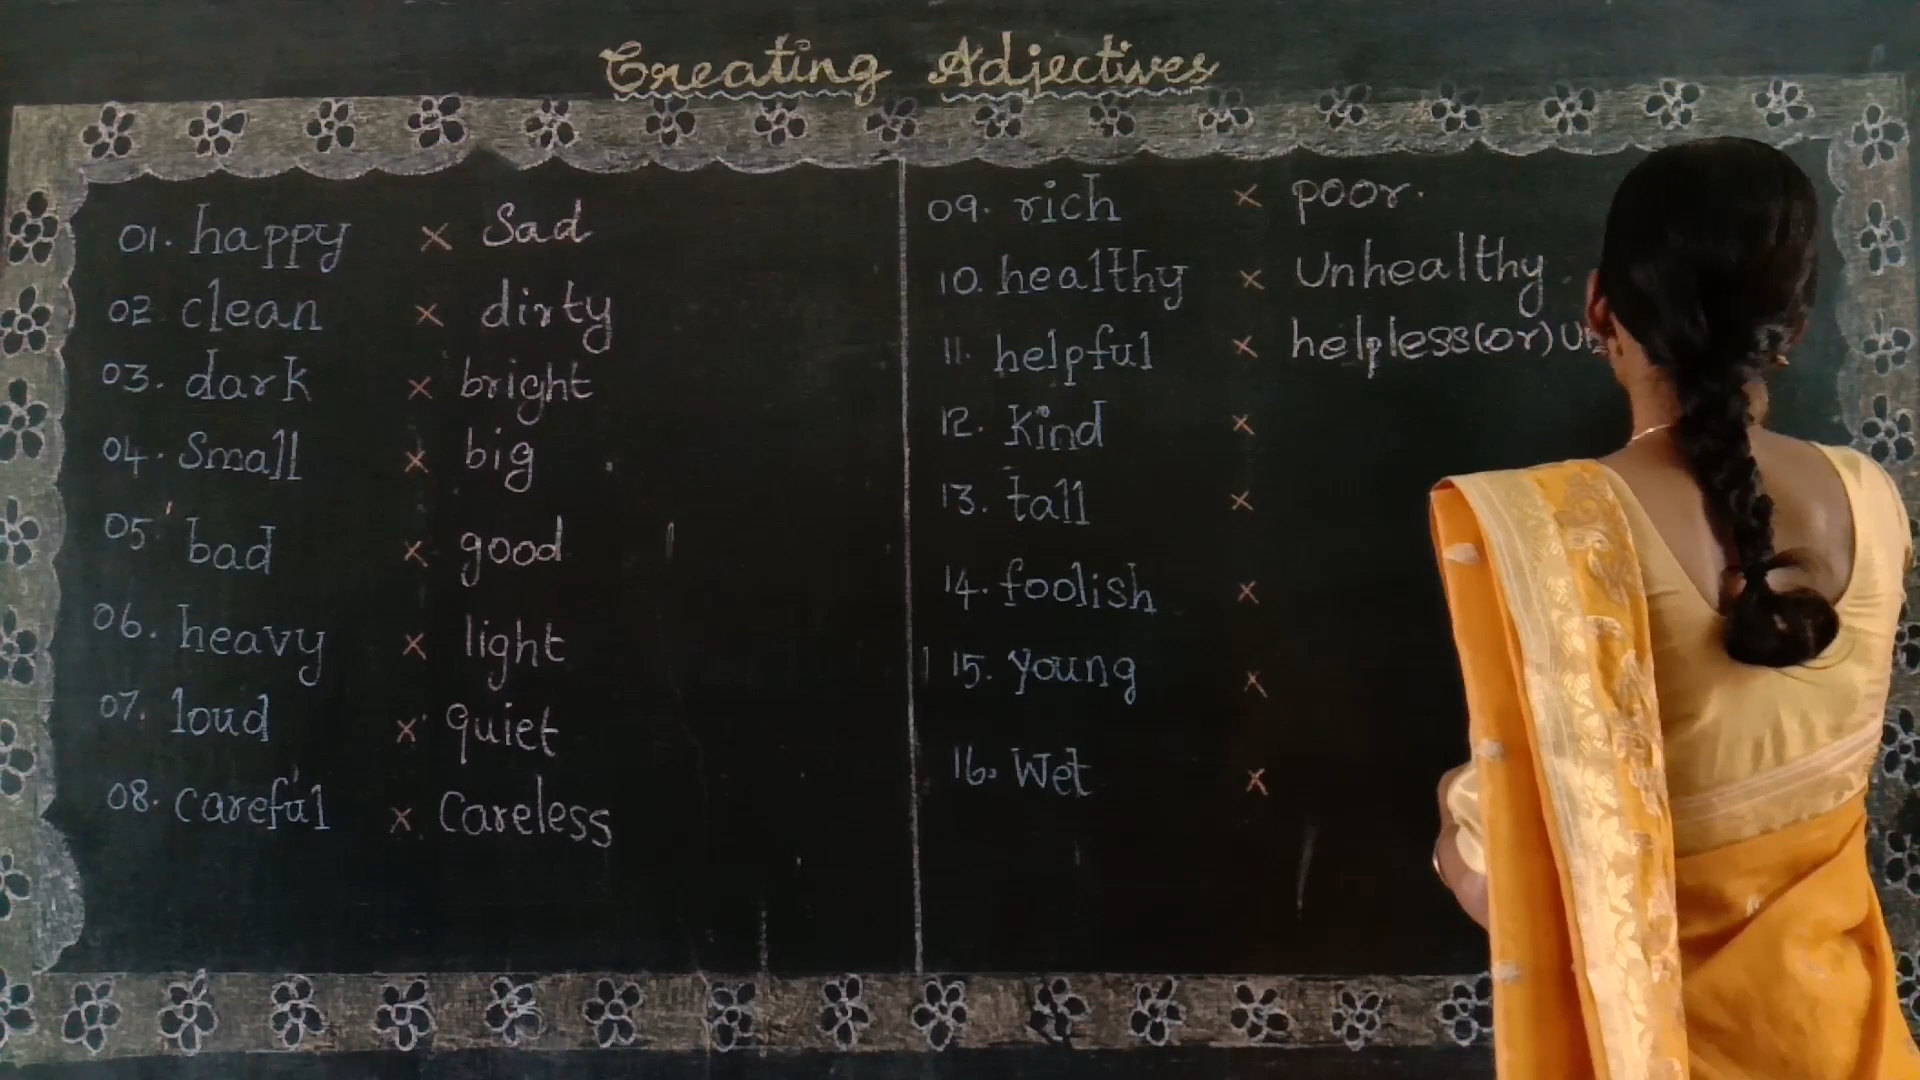 Creating Adjectives
01. happy × Sad
02 clean × dirty
03. dark × bright
04. Small × big
05 bad × good
06. heavy × light
07. loud × quiet
08. careful × Careless
09. rich × poor.
10. healthy × Unhealthy
11. helpful × helpless(or)
12. Kind ×
13. tall ×
14. foolish ×
15. young ×
16. Wet ×